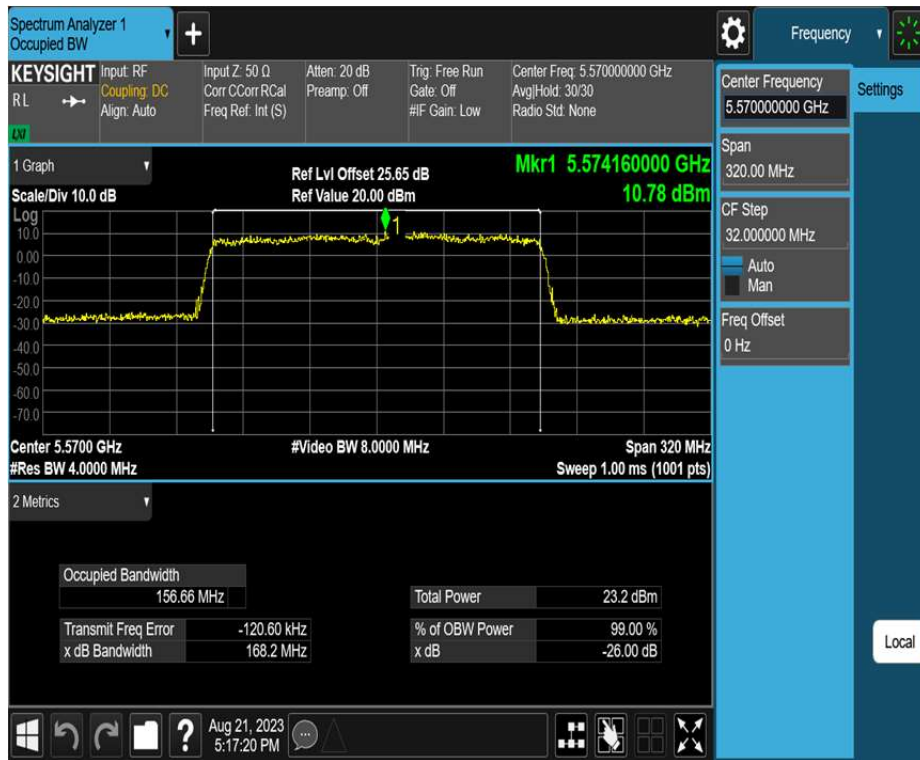 Spectrum Analyzer 1
Occupied BW
+
Frequency
KEYSIGHT
RL
LXI
Input: RF
Coupling: DC
Align: Auto
Input Z: 50 Ω
Corr CCorr RCal
Freq Ref: Int (S)
Atten: 20 dB
Preamp: Off
Trig: Free Run
Gate: Off
#IF Gain: Low
Center Freq: 5.570000000 GHz
Avg|Hold: 30/30
Radio Std: None
Center Frequency
5.570000000 GHz
Settings
Span
320.00 MHz
CF Step
32.000000 MHz
Auto
Man
Freq Offset
0 Hz
1 Graph
Scale/Div 10.0 dB
Ref Lvl Offset 25.65 dB
Ref Value 20.00 dBm
Mkr1 5.574160000 GHz
10.78 dBm
Log
10.0
0.00
-10.0
-20.0
-30.0
-40.0
-50.0
-60.0
-70.0
1
Center 5.5700 GHz
#Video BW 8.0000 MHz
Span 320 MHz
#Res BW 4.0000 MHz
Sweep 1.00 ms (1001 pts)
2 Metrics
Occupied Bandwidth
156.66 MHz
Total Power 23.2 dBm
Transmit Freq Error -120.60 kHz
% of OBW Power 99.00 %
x dB Bandwidth 168.2 MHz
x dB -26.00 dB
Local
?
Aug 21, 2023
5:17:20 PM